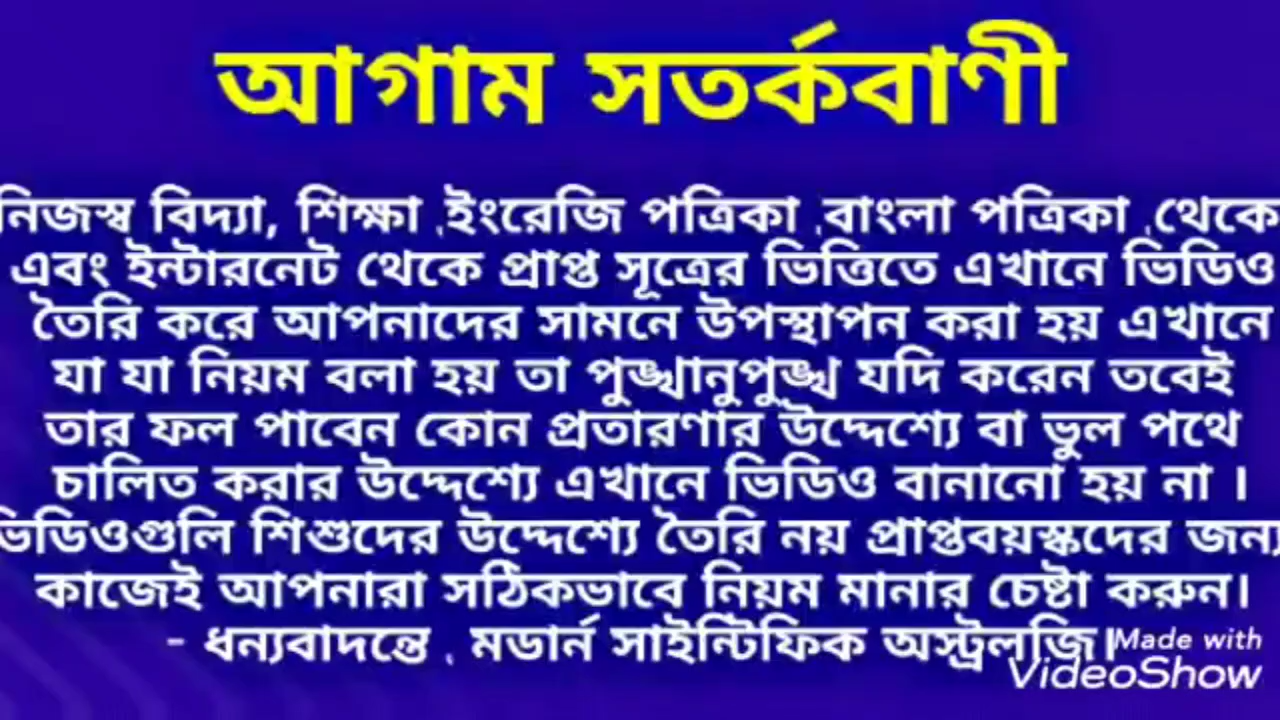 আগাম সতর্কবাণী
নিজস্ব বিদ্যা, শিক্ষা ,ইংরেজি পত্রিকা ,বাংলা পত্রিকা ,থেকে
এবং ইন্টারনেট থেকে প্রাপ্ত সূত্রের ভিত্তিতে এখানে ভিডিও
তৈরি করে আপনাদের সামনে উপস্থাপন করা হয় এখানে
যা যা নিয়ম বলা হয় তা পুঙ্খানুপুঙ্খ যদি করেন তবেই
তার ফল পাবেন কোন প্রতারণার উদ্দেশ্যে বা ভুল পথে
চালিত করার উদ্দেশ্যে এখানে ভিডিও বানানো হয় না ।
ভিডিওগুলি শিশুদের উদ্দেশ্যে তৈরি নয় প্রাপ্তবয়স্কদের জন্য
কাজেই আপনারা সঠিকভাবে নিয়ম মানার চেষ্টা করুন।
- ধন্যবাদন্তে , মডার্ন সাইন্টিফিক অস্ট্রলজি।
Made with
VideoShow